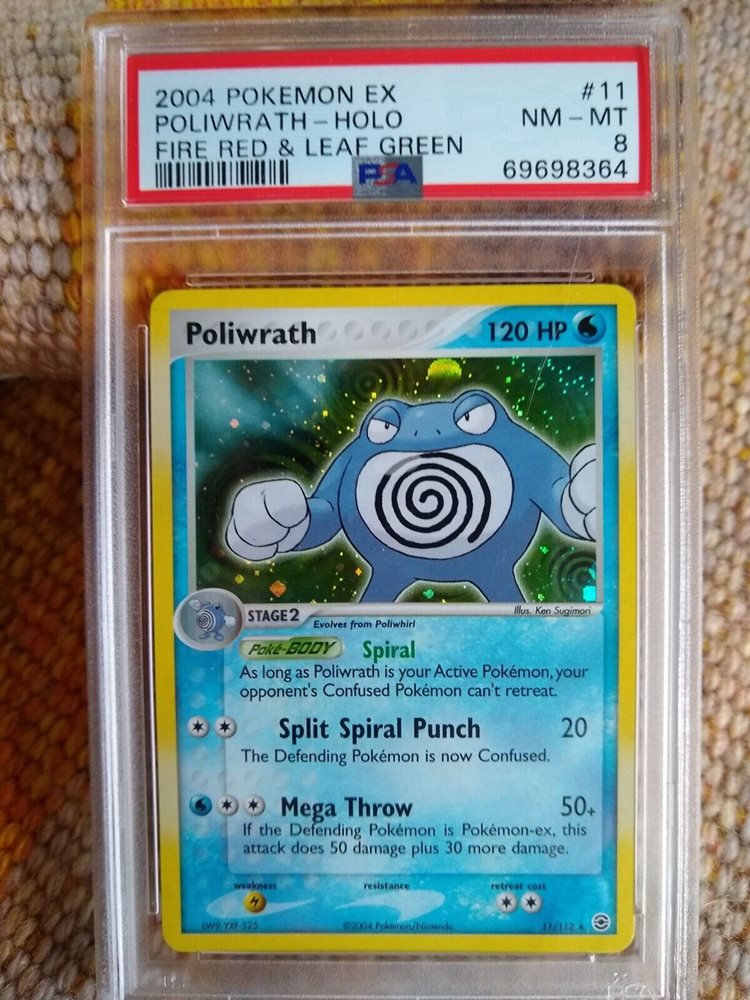 2004 POKEMON EX #11
POLIWRATH - HOLO NM - MT
FIRE RED & LEAF GREEN 8
PSA 69698364
Poliwrath 120 HP
Illus. Ken Sugimori
STAGE2
Evolves from Poliwhirl
Poké-BODY Spiral
As long as Poliwrath is your Active Pokémon, your
opponent's Confused Pokémon can't retreat.
Split Spiral Punch 20
The Defending Pokémon is now Confused.
Mega Throw 50+
If the Defending Pokémon is Pokémon-ex, this
attack does 50 damage plus 30 more damage.
weakness resistance retreat cost
©2004 Pokémon/Nintendo 11/112